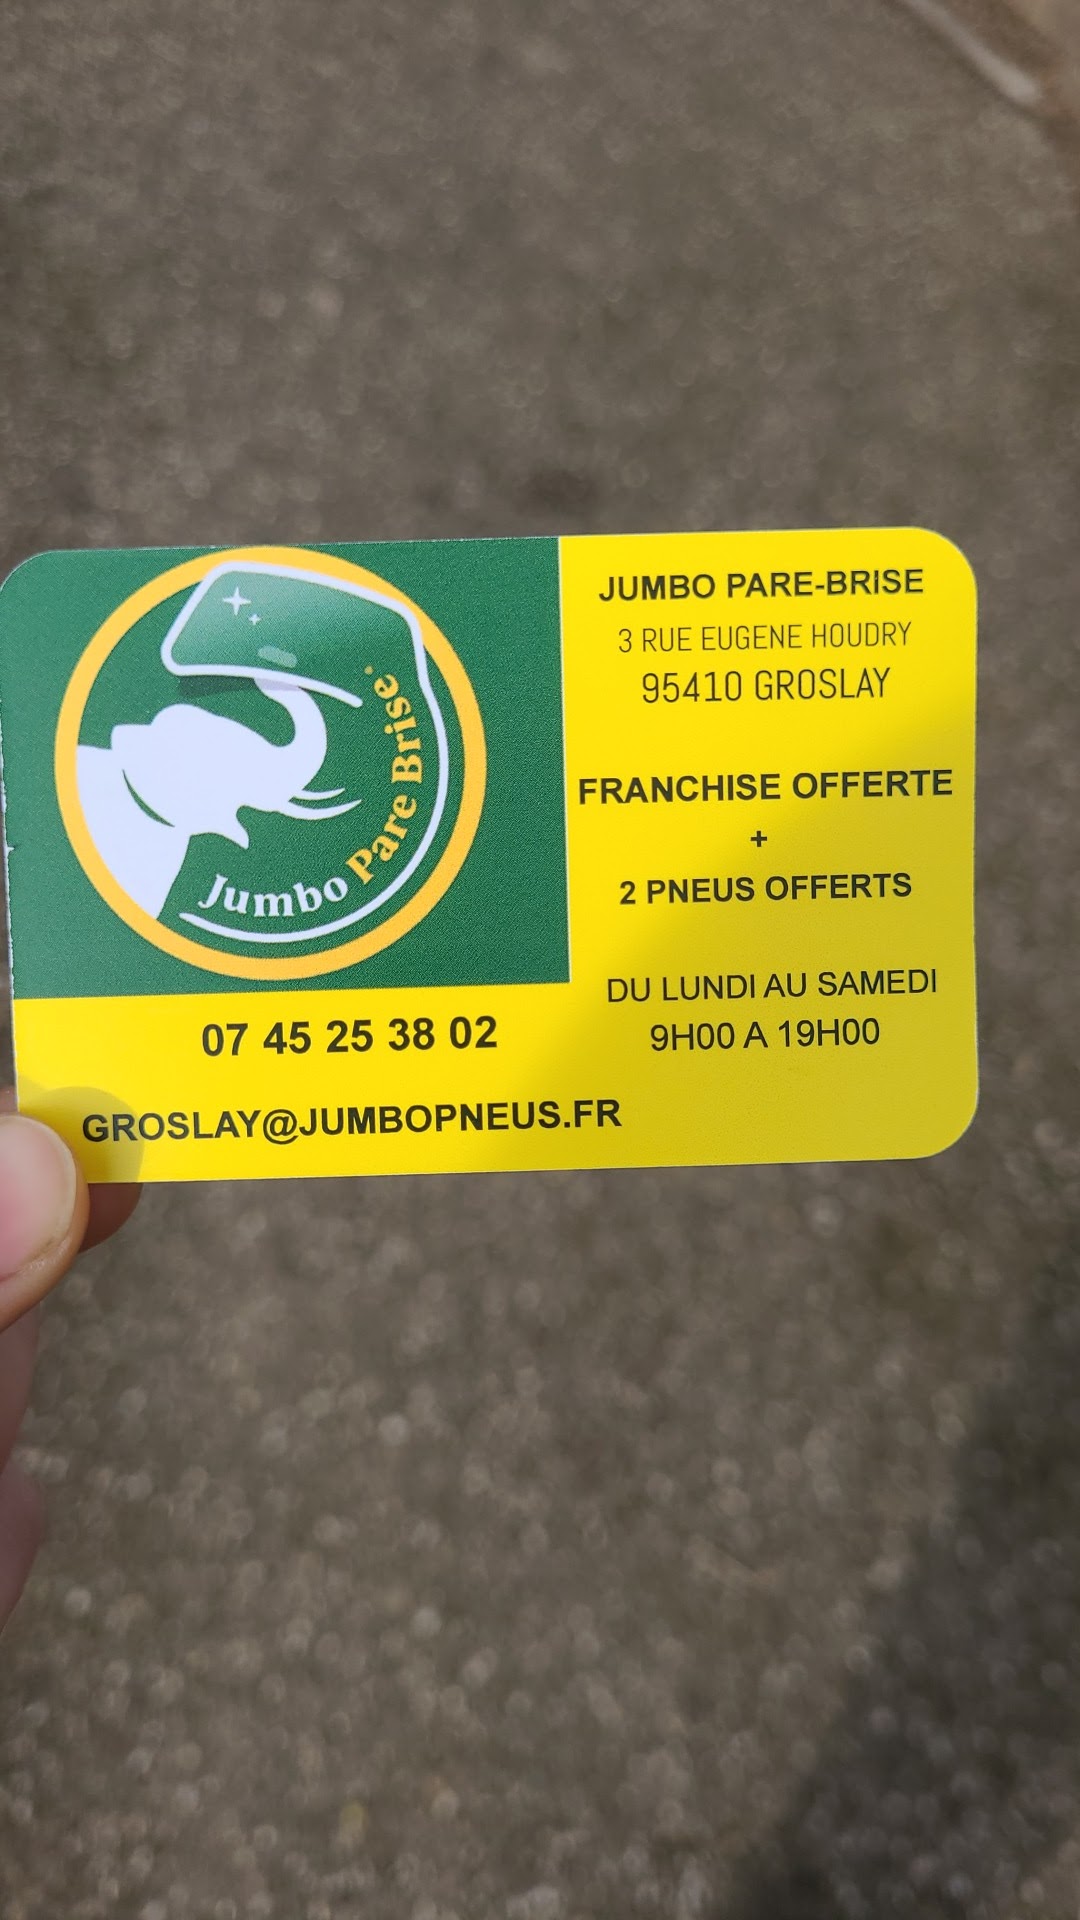 Jumbo Pare Brise.
JUMBO PARE-BRISE
3 RUE EUGENE HOUDRY
95410 GROSLAY
FRANCHISE OFFERTE
+
2 PNEUS OFFERTS
DU LUNDI AU SAMEDI
9H00 A 19H00
07 45 25 38 02
GROSLAY@JUMBOPNEUS.FR